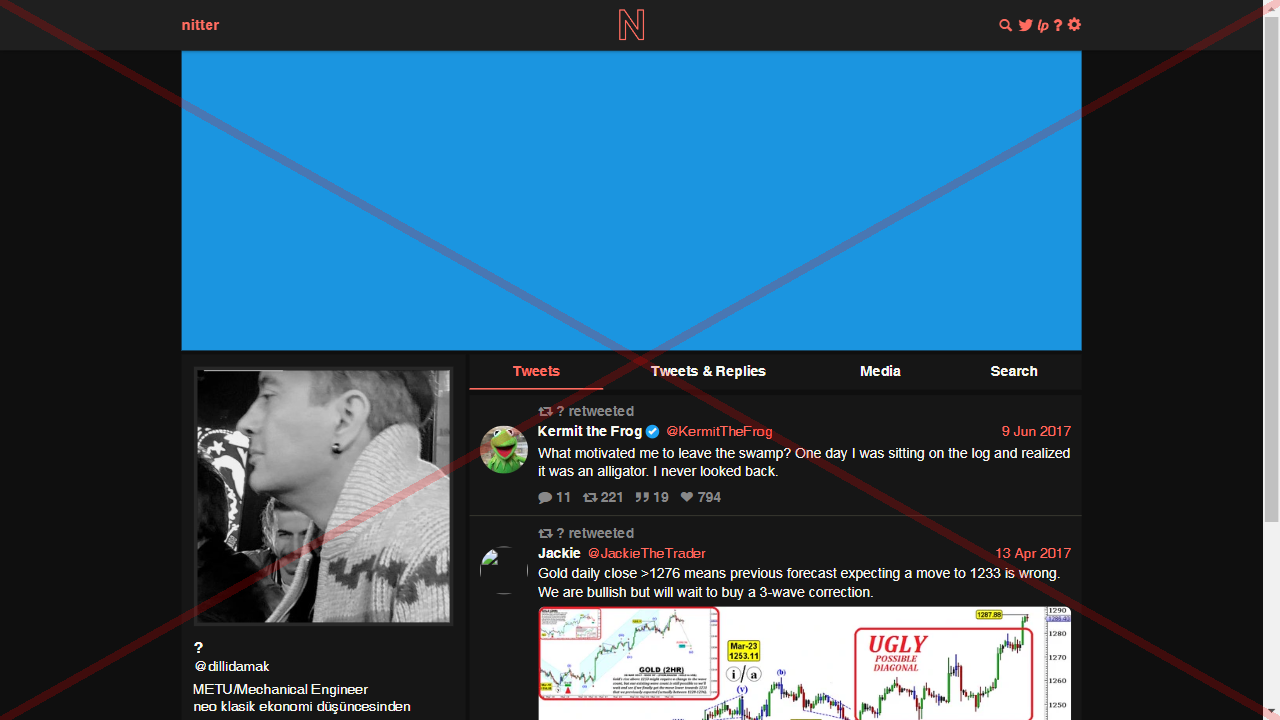 nitter
N
lp ?
Tweets
Tweets & Replies
Media
Search
? retweeted
Kermit the Frog @KermitTheFrog 9 Jun 2017
What motivated me to leave the swamp? One day I was sitting on the log and realized
it was an alligator. I never looked back.
11 221 19 794
? retweeted
Jackie @JackieTheTrader 13 Apr 2017
Gold daily close >1276 means previous forecast expecting a move to 1233 is wrong.
We are bullish but will wait to buy a 3-wave correction.
GOLD (2HR)
Mar-23
1253.11
i/a
(v)
(b)
1287.88
UGLY
POSSIBLE
DIAGONAL
1290
1280
1270
1260
1250
?
@dillidamak
METU/Mechanical Engineer
neo klasik ekonomi düşüncesinden